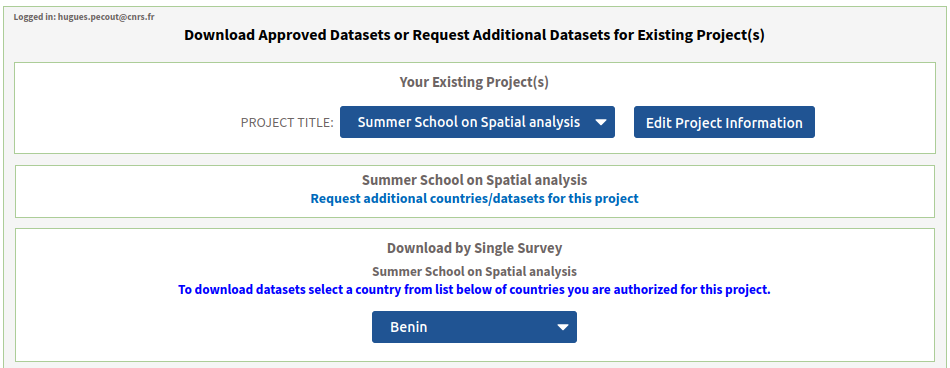 Logged in: hugues.pecout@cnrs.fr
Download Approved Datasets or Request Additional Datasets for Existing Project(s)
Your Existing Project(s)
PROJECT TITLE: Summer School on Spatial analysis Edit Project Information
Summer School on Spatial analysis
Request additional countries/datasets for this project
Download by Single Survey
Summer School on Spatial analysis
To download datasets select a country from list below of countries you are authorized for this project.
Benin